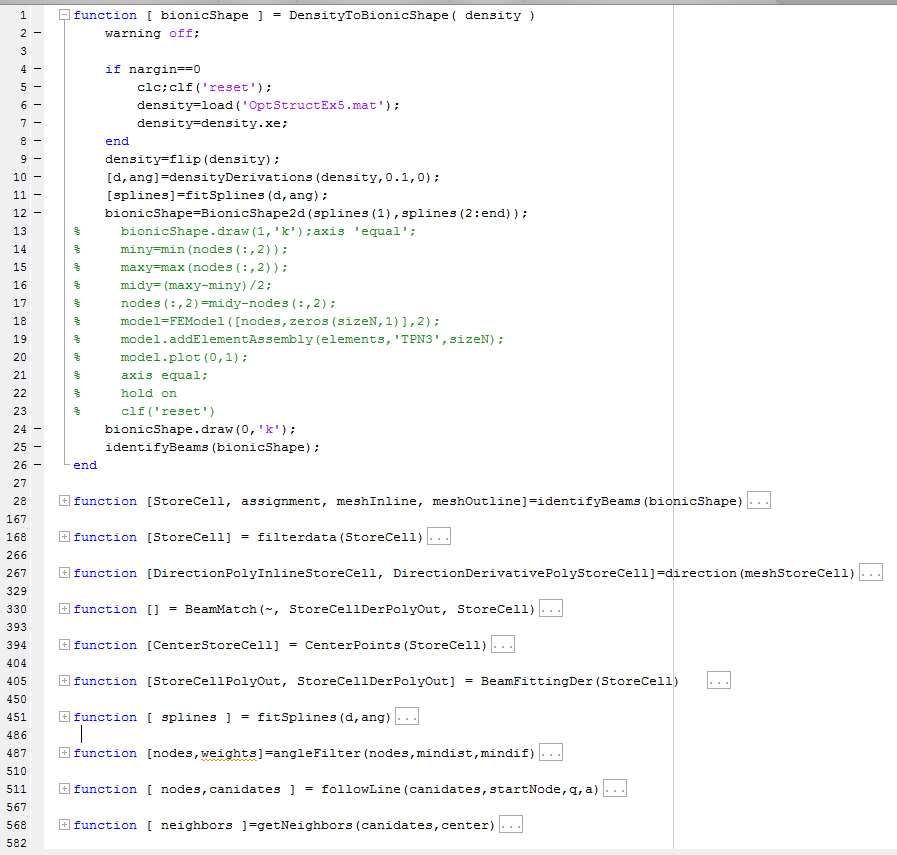 1 function [ bionicShape ] = DensityToBionicShape( density )
2 – warning off;
3
4 – if nargin==0
5 – clc;clf('reset');
6 – density=load('OptStructEx5.mat');
7 – density=density.xe;
8 – end
9 – density=flip(density);
10 – [d,ang]=densityDerivations(density,0.1,0);
11 – [splines]=fitSplines(d,ang);
12 – bionicShape=BionicShape2d(splines(1),splines(2:end));
13 % bionicShape.draw(1,'k');axis 'equal';
14 % miny=min(nodes(:,2));
15 % maxy=max(nodes(:,2));
16 % midy=(maxy-miny)/2;
17 % nodes(:,2)=midy-nodes(:,2);
18 % model=FEModel([nodes,zeros(sizeN,1)],2);
19 % model.addElementAssembly(elements,'TPN3',sizeN);
20 % model.plot(0,1);
21 % axis equal;
22 % hold on
23 % clf('reset')
24 – bionicShape.draw(0,'k');
25 – identifyBeams(bionicShape);
26 – end
27
28 function [StoreCell, assignment, meshInline, meshOutline]=identifyBeams(bionicShape) ...
167
168 function [StoreCell] = filterdata(StoreCell) ...
266
267 function [DirectionPolyInlineStoreCell, DirectionDerivativePolyStoreCell]=direction(meshStoreCell) ...
329
330 function [] = BeamMatch(~, StoreCellDerPolyOut, StoreCell) ...
393
394 function [CenterStoreCell] = CenterPoints(StoreCell) ...
404
405 function [StoreCellPolyOut, StoreCellDerPolyOut] = BeamFittingDer(StoreCell) ...
450
451 function [ splines ] = fitSplines(d,ang) ...
486
487 function [nodes,weights]=angleFilter(nodes,mindist,mindif) ...
510
511 function [ nodes,canidates ] = followLine(canidates,startNode,q,a) ...
567
568 function [ neighbors ]=getNeighbors(canidates,center) ...
582